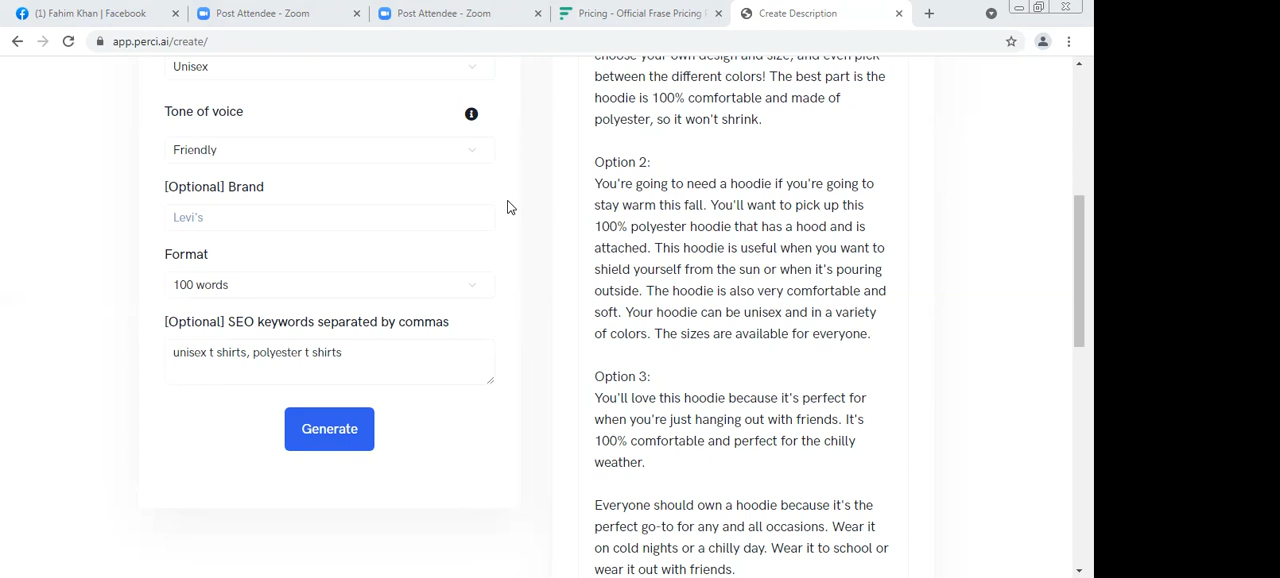 (1) Fahim Khan | Facebook
Post Attendee - Zoom
Post Attendee - Zoom
Pricing - Official Frase Pricing
Create Description
app.perci.ai/create/
Unisex
Tone of voice
Friendly
[Optional] Brand
Levi's
Format
100 words
[Optional] SEO keywords separated by commas
unisex t shirts, polyester t shirts
Generate
choose your own design and size, and even pick
between the different colors! The best part is the
hoodie is 100% comfortable and made of
polyester, so it won't shrink.
Option 2:
You're going to need a hoodie if you're going to
stay warm this fall. You'll want to pick up this
100% polyester hoodie that has a hood and is
attached. This hoodie is useful when you want to
shield yourself from the sun or when it's pouring
outside. The hoodie is also very comfortable and
soft. Your hoodie can be unisex and in a variety
of colors. The sizes are available for everyone.
Option 3:
You'll love this hoodie because it's perfect for
when you're just hanging out with friends. It's
100% comfortable and perfect for the chilly
weather.
Everyone should own a hoodie because it's the
perfect go-to for any and all occasions. Wear it
on cold nights or a chilly day. Wear it to school or
wear it out with friends.